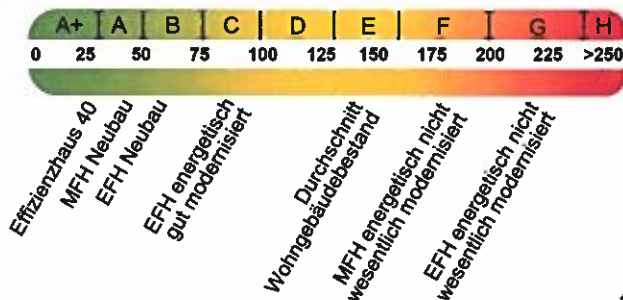 A+ A B C D E F G H
0 25 50 75 100 125 150 175 200 225 >250
Effizienzhaus 40
MFH Neubau
EFH Neubau
EFH energetisch
gut modernisiert
Durchschnitt
Wohngebäudebestand
MFH energetisch nicht
wesentlich modernisiert
EFH energetisch nicht
wesentlich modernisiert